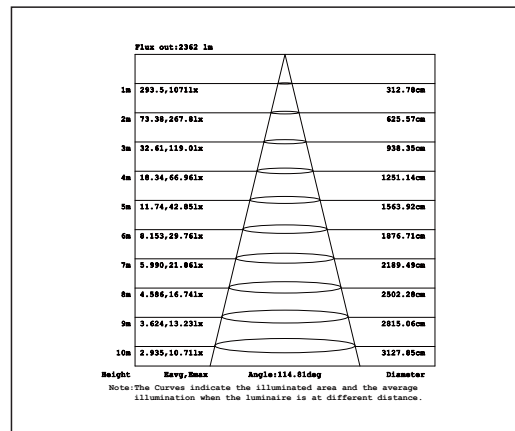 Flux out:2362 lm
1m 293.5,1071lx 312.78cm
2m 73.38,267.8lx 625.57cm
3m 32.61,119.0lx 938.35cm
4m 18.34,66.96lx 1251.14cm
5m 11.74,42.85lx 1563.92cm
6m 8.153,29.76lx 1876.71cm
7m 5.990,21.86lx 2189.49cm
8m 4.586,16.74lx 2502.28cm
9m 3.624,13.23lx 2815.06cm
10m 2.935,10.71lx 3127.85cm
Height Eavg,Emax Angle:114.81deg Diameter
Note:The Curves indicate the illuminated area and the average
illumination when the luminaire is at different distance.